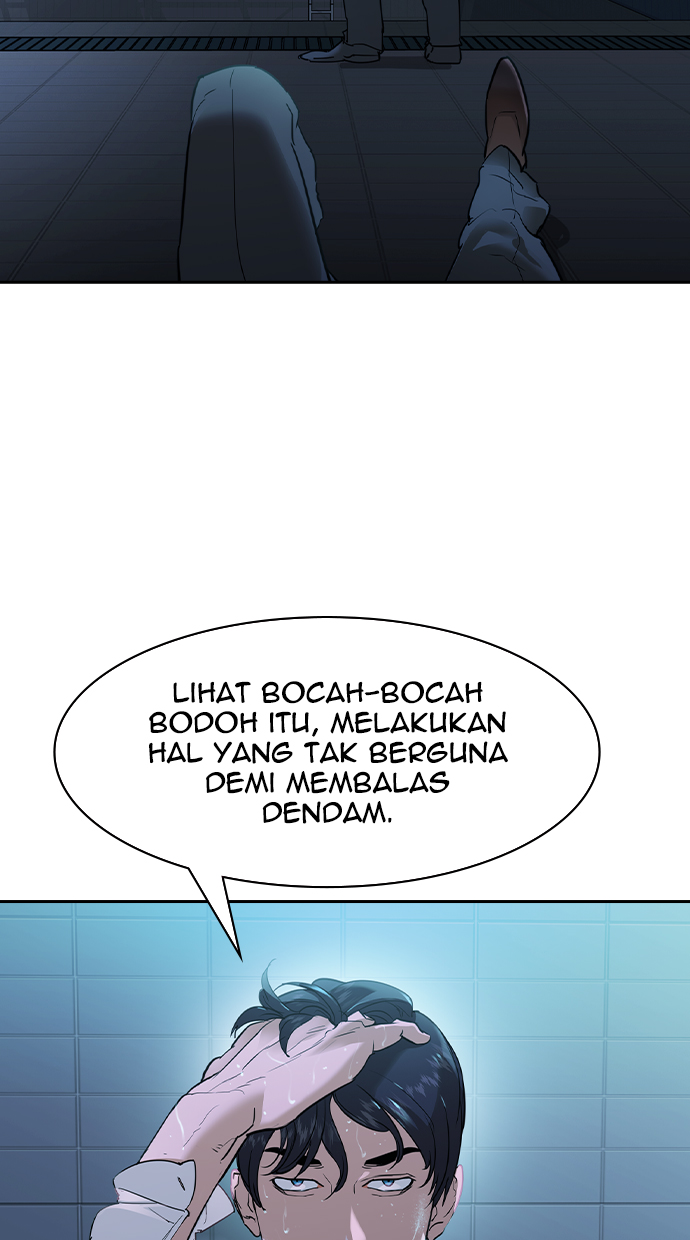 LIHAT BOCAH-BOCAH
BODOH ITU, MELAKUKAN
HAL YANG TAK BERGUNA
DEMI MEMBALAS
DENDAM.